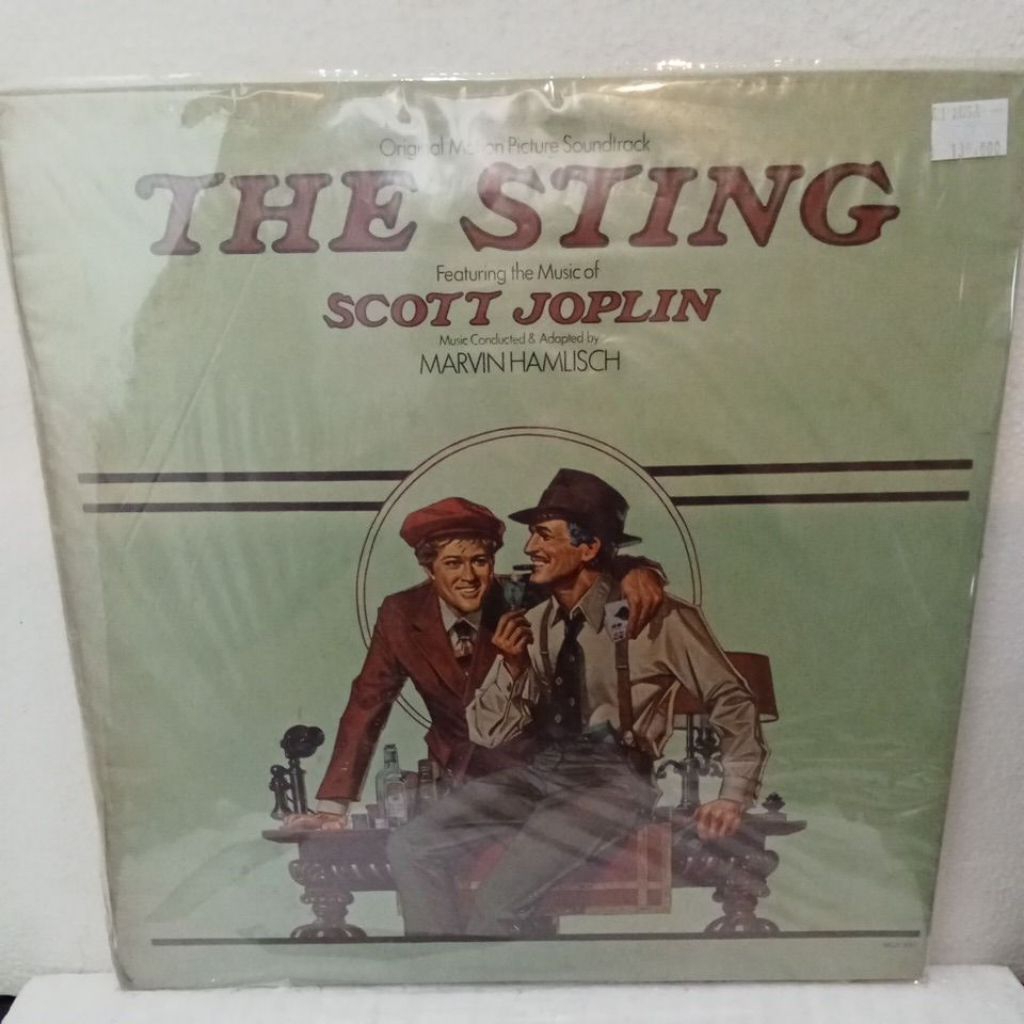 Original Motion Picture Soundtrack
THE STING
Featuring the Music of
SCOTT JOPLIN
Music Conducted & Adapted by
MARVIN HAMLISCH